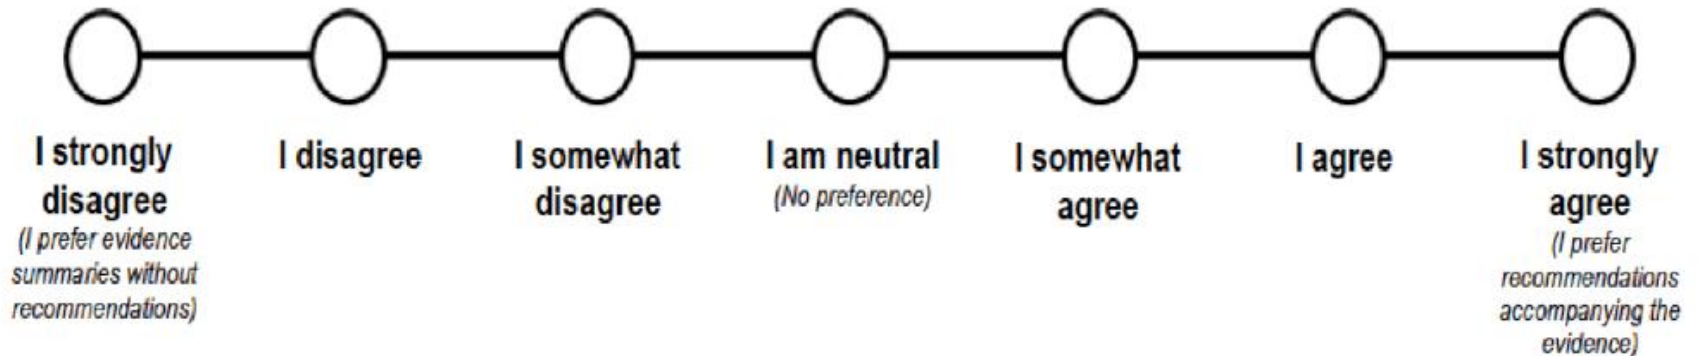 I strongly
disagree
(I prefer evidence
summaries without
recommendations)
I disagree
I somewhat
disagree
I am neutral
(No preference)
I somewhat
agree
I agree
I strongly
agree
(I prefer
recommendations
accompanying the
evidence)